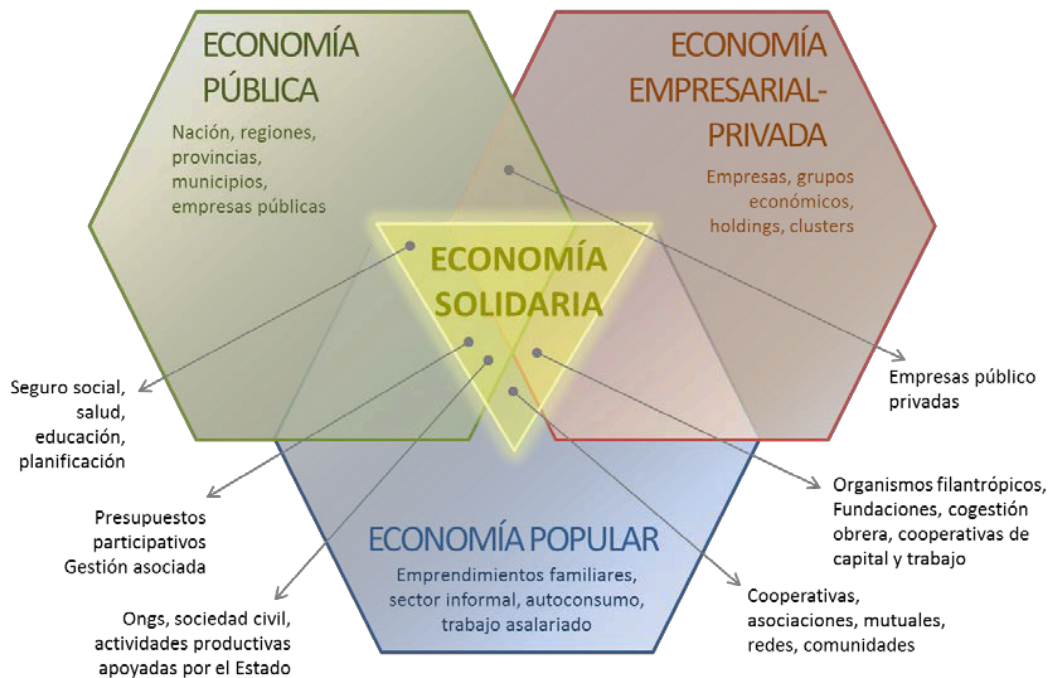 ECONOMÍA
PÚBLICA
Nación, regiones,
provincias,
municipios,
empresas públicas
ECONOMÍA
EMPRESARIAL-
PRIVADA
Empresas, grupos
económicos,
holdings, clusters
ECONOMÍA
SOLIDARIA
Seguro social,
salud,
educación,
planificación
Empresas público
privadas
Presupuestos
participativos
Gestión asociada
Organismos filantrópicos,
Fundaciones, cogestión
obrera, cooperativas de
capital y trabajo
ECONOMÍA POPULAR
Emprendimientos familiares,
sector informal, autoconsumo,
trabajo asalariado
Ongs, sociedad civil,
actividades productivas
apoyadas por el Estado
Cooperativas,
asociaciones, mutuales,
redes, comunidades